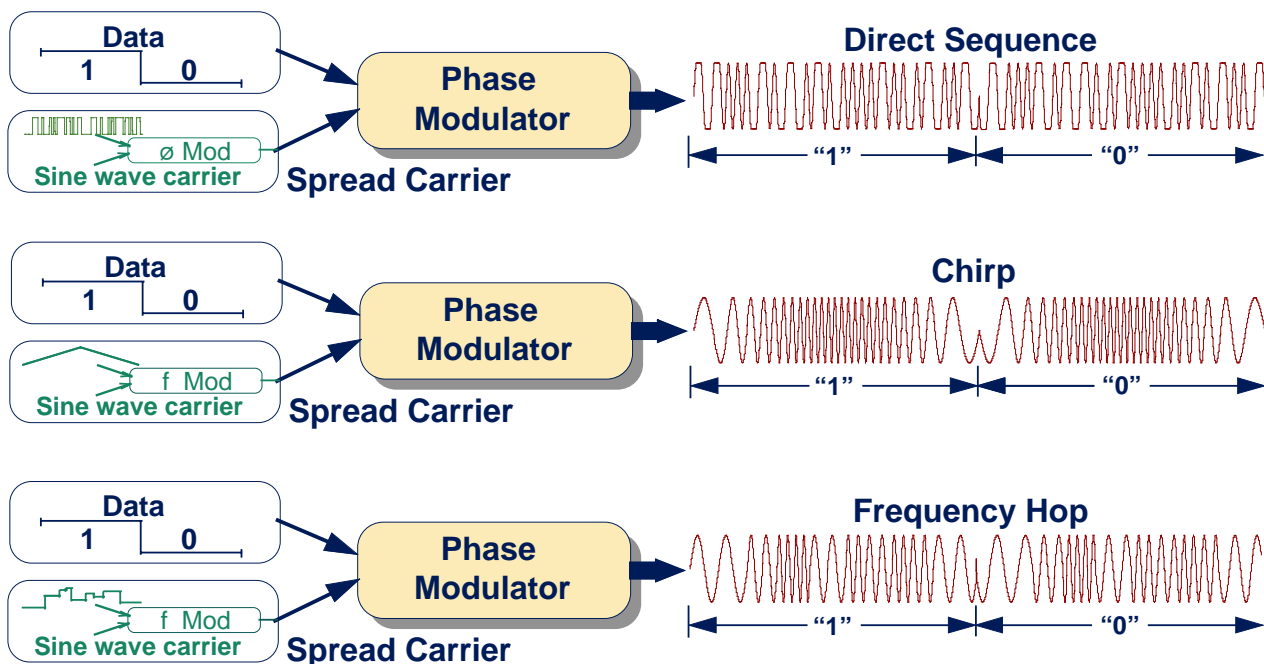 Data
1 0
ø Mod
Sine wave carrier
Spread Carrier
Phase
Modulator
Direct Sequence
“1” “0”
Data
1 0
f Mod
Sine wave carrier
Spread Carrier
Phase
Modulator
Chirp
“1” “0”
Data
1 0
f Mod
Sine wave carrier
Spread Carrier
Phase
Modulator
Frequency Hop
“1” “0”